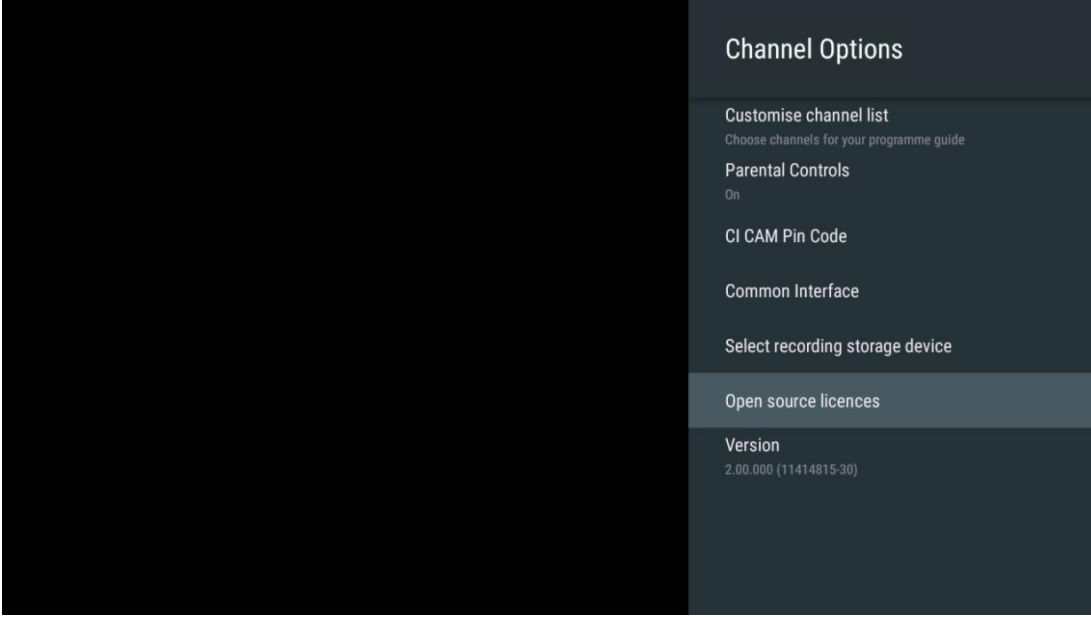 Channel Options
Customise channel list
Choose channels for your programme guide
Parental Controls
On
CI CAM Pin Code
Common Interface
Select recording storage device
Open source licences
Version
2.00.000 (11414815-30)